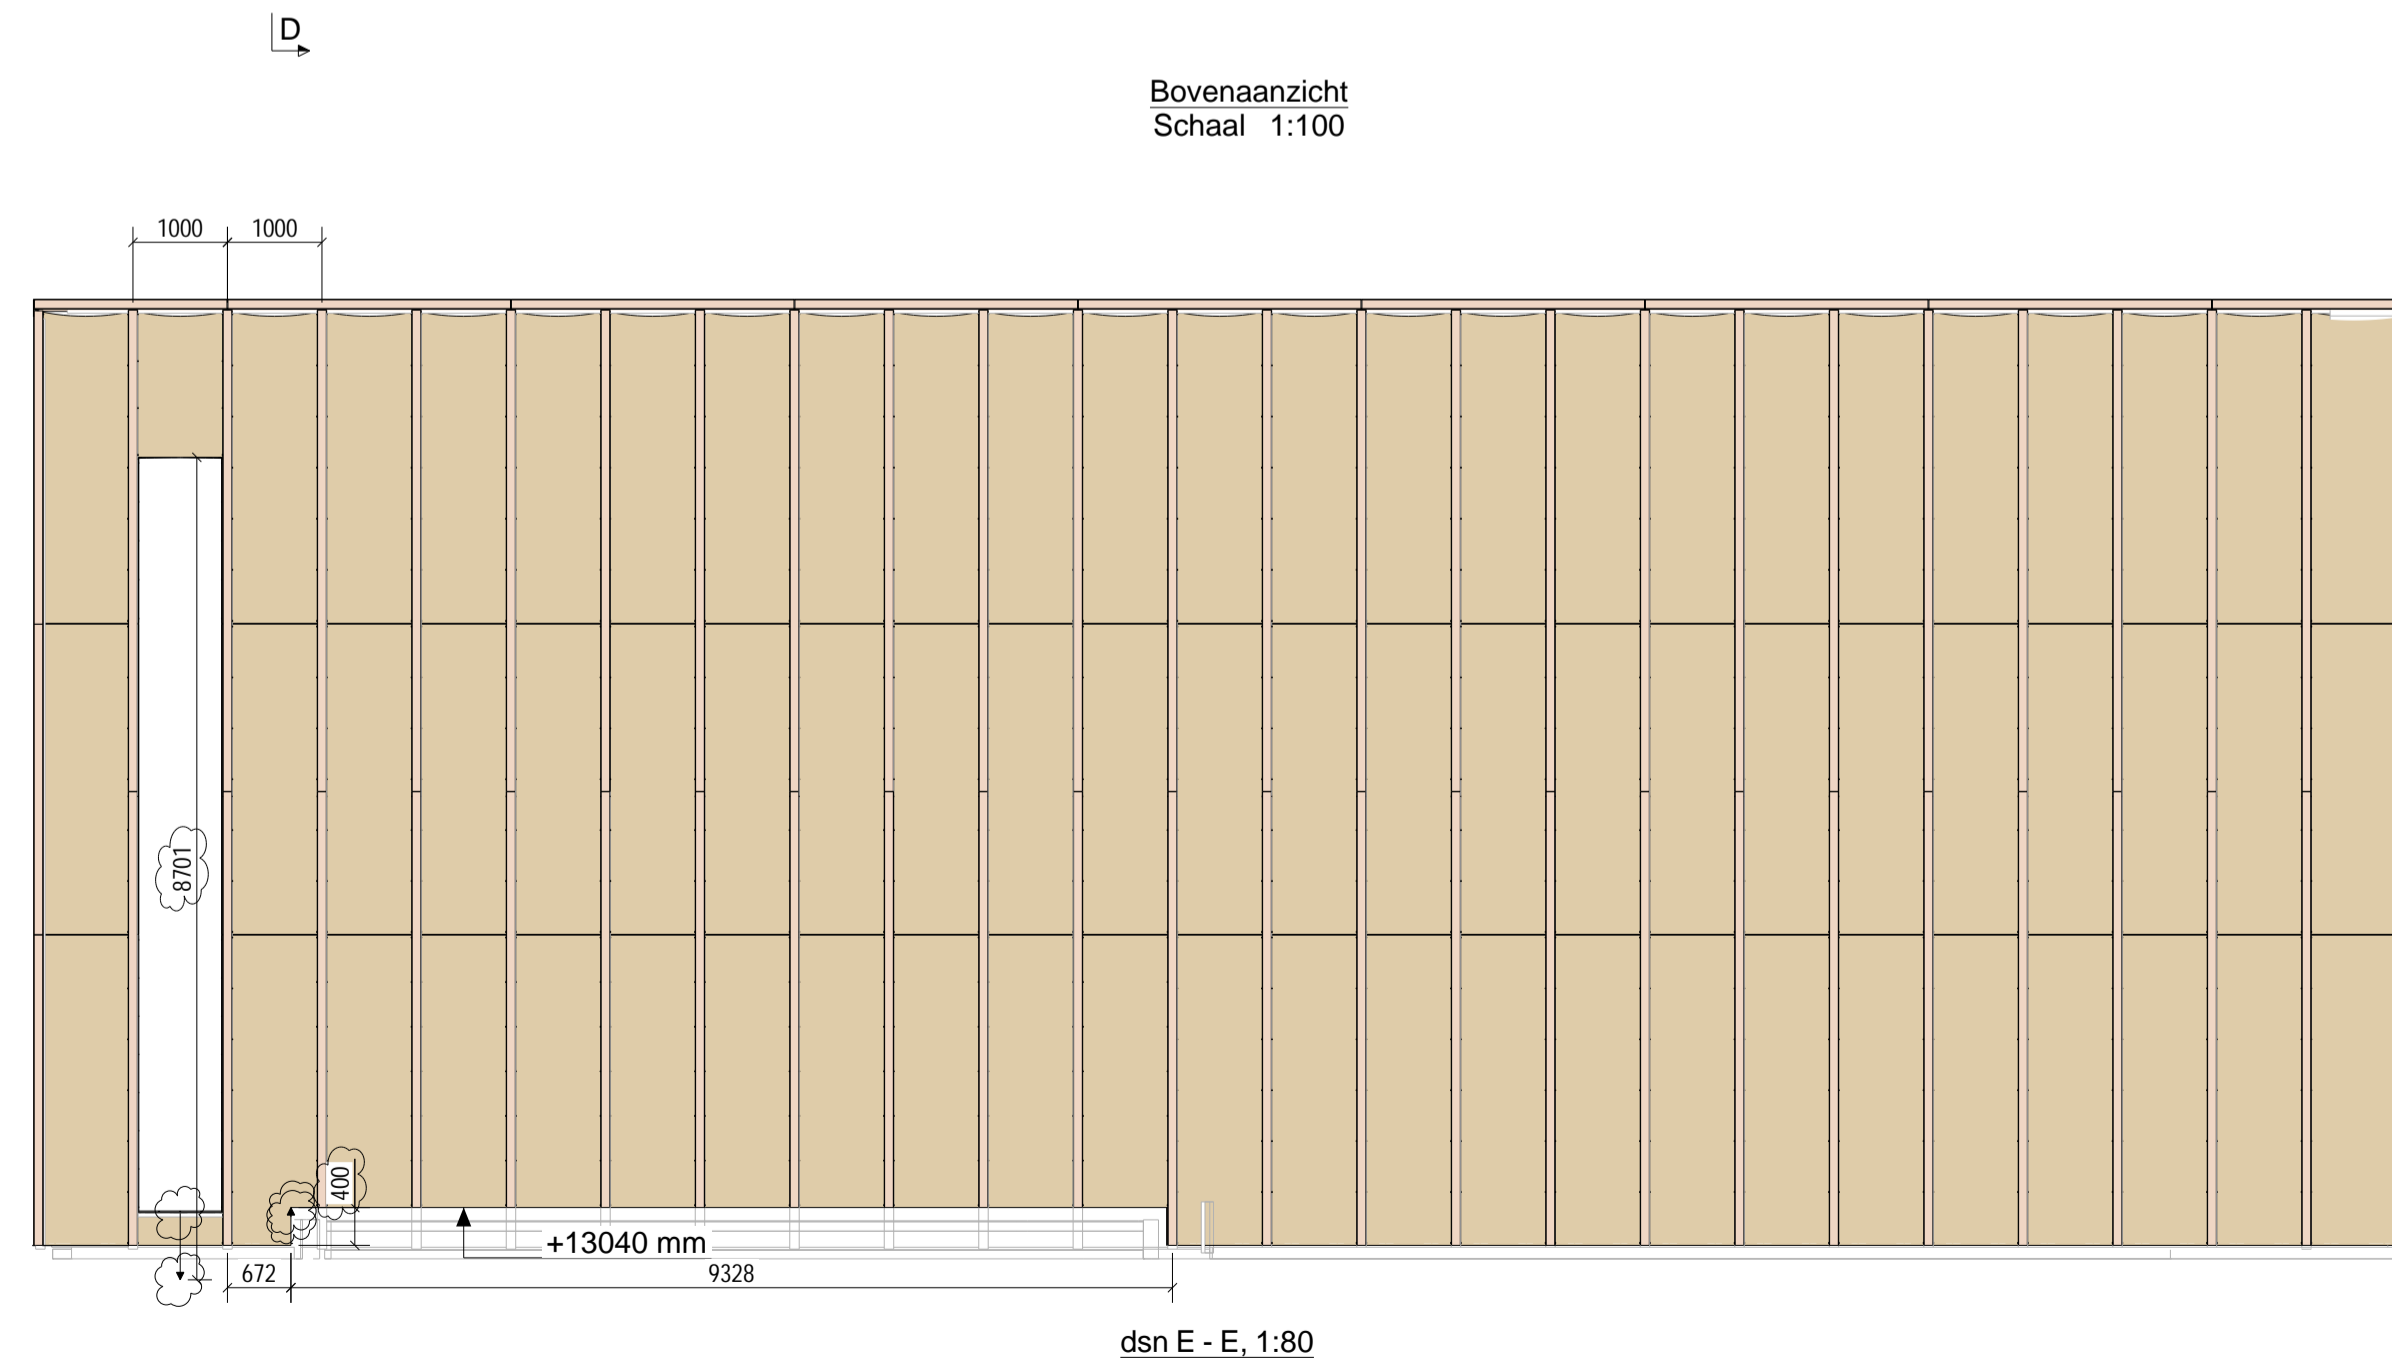 D
Bovenaanzicht
Schaal 1:100
1000 1000
8701
400
+13040 mm
672 9328
dsn E - E, 1:80